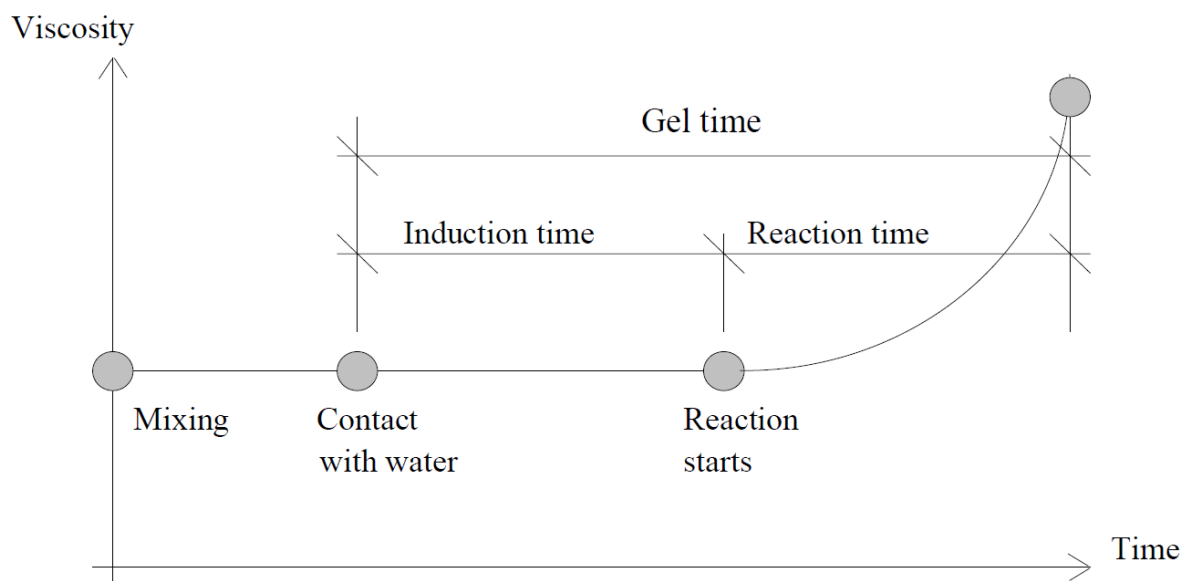 Viscosity
Gel time
Induction time
Reaction time
Mixing
Contact
with water
Reaction
starts
Time